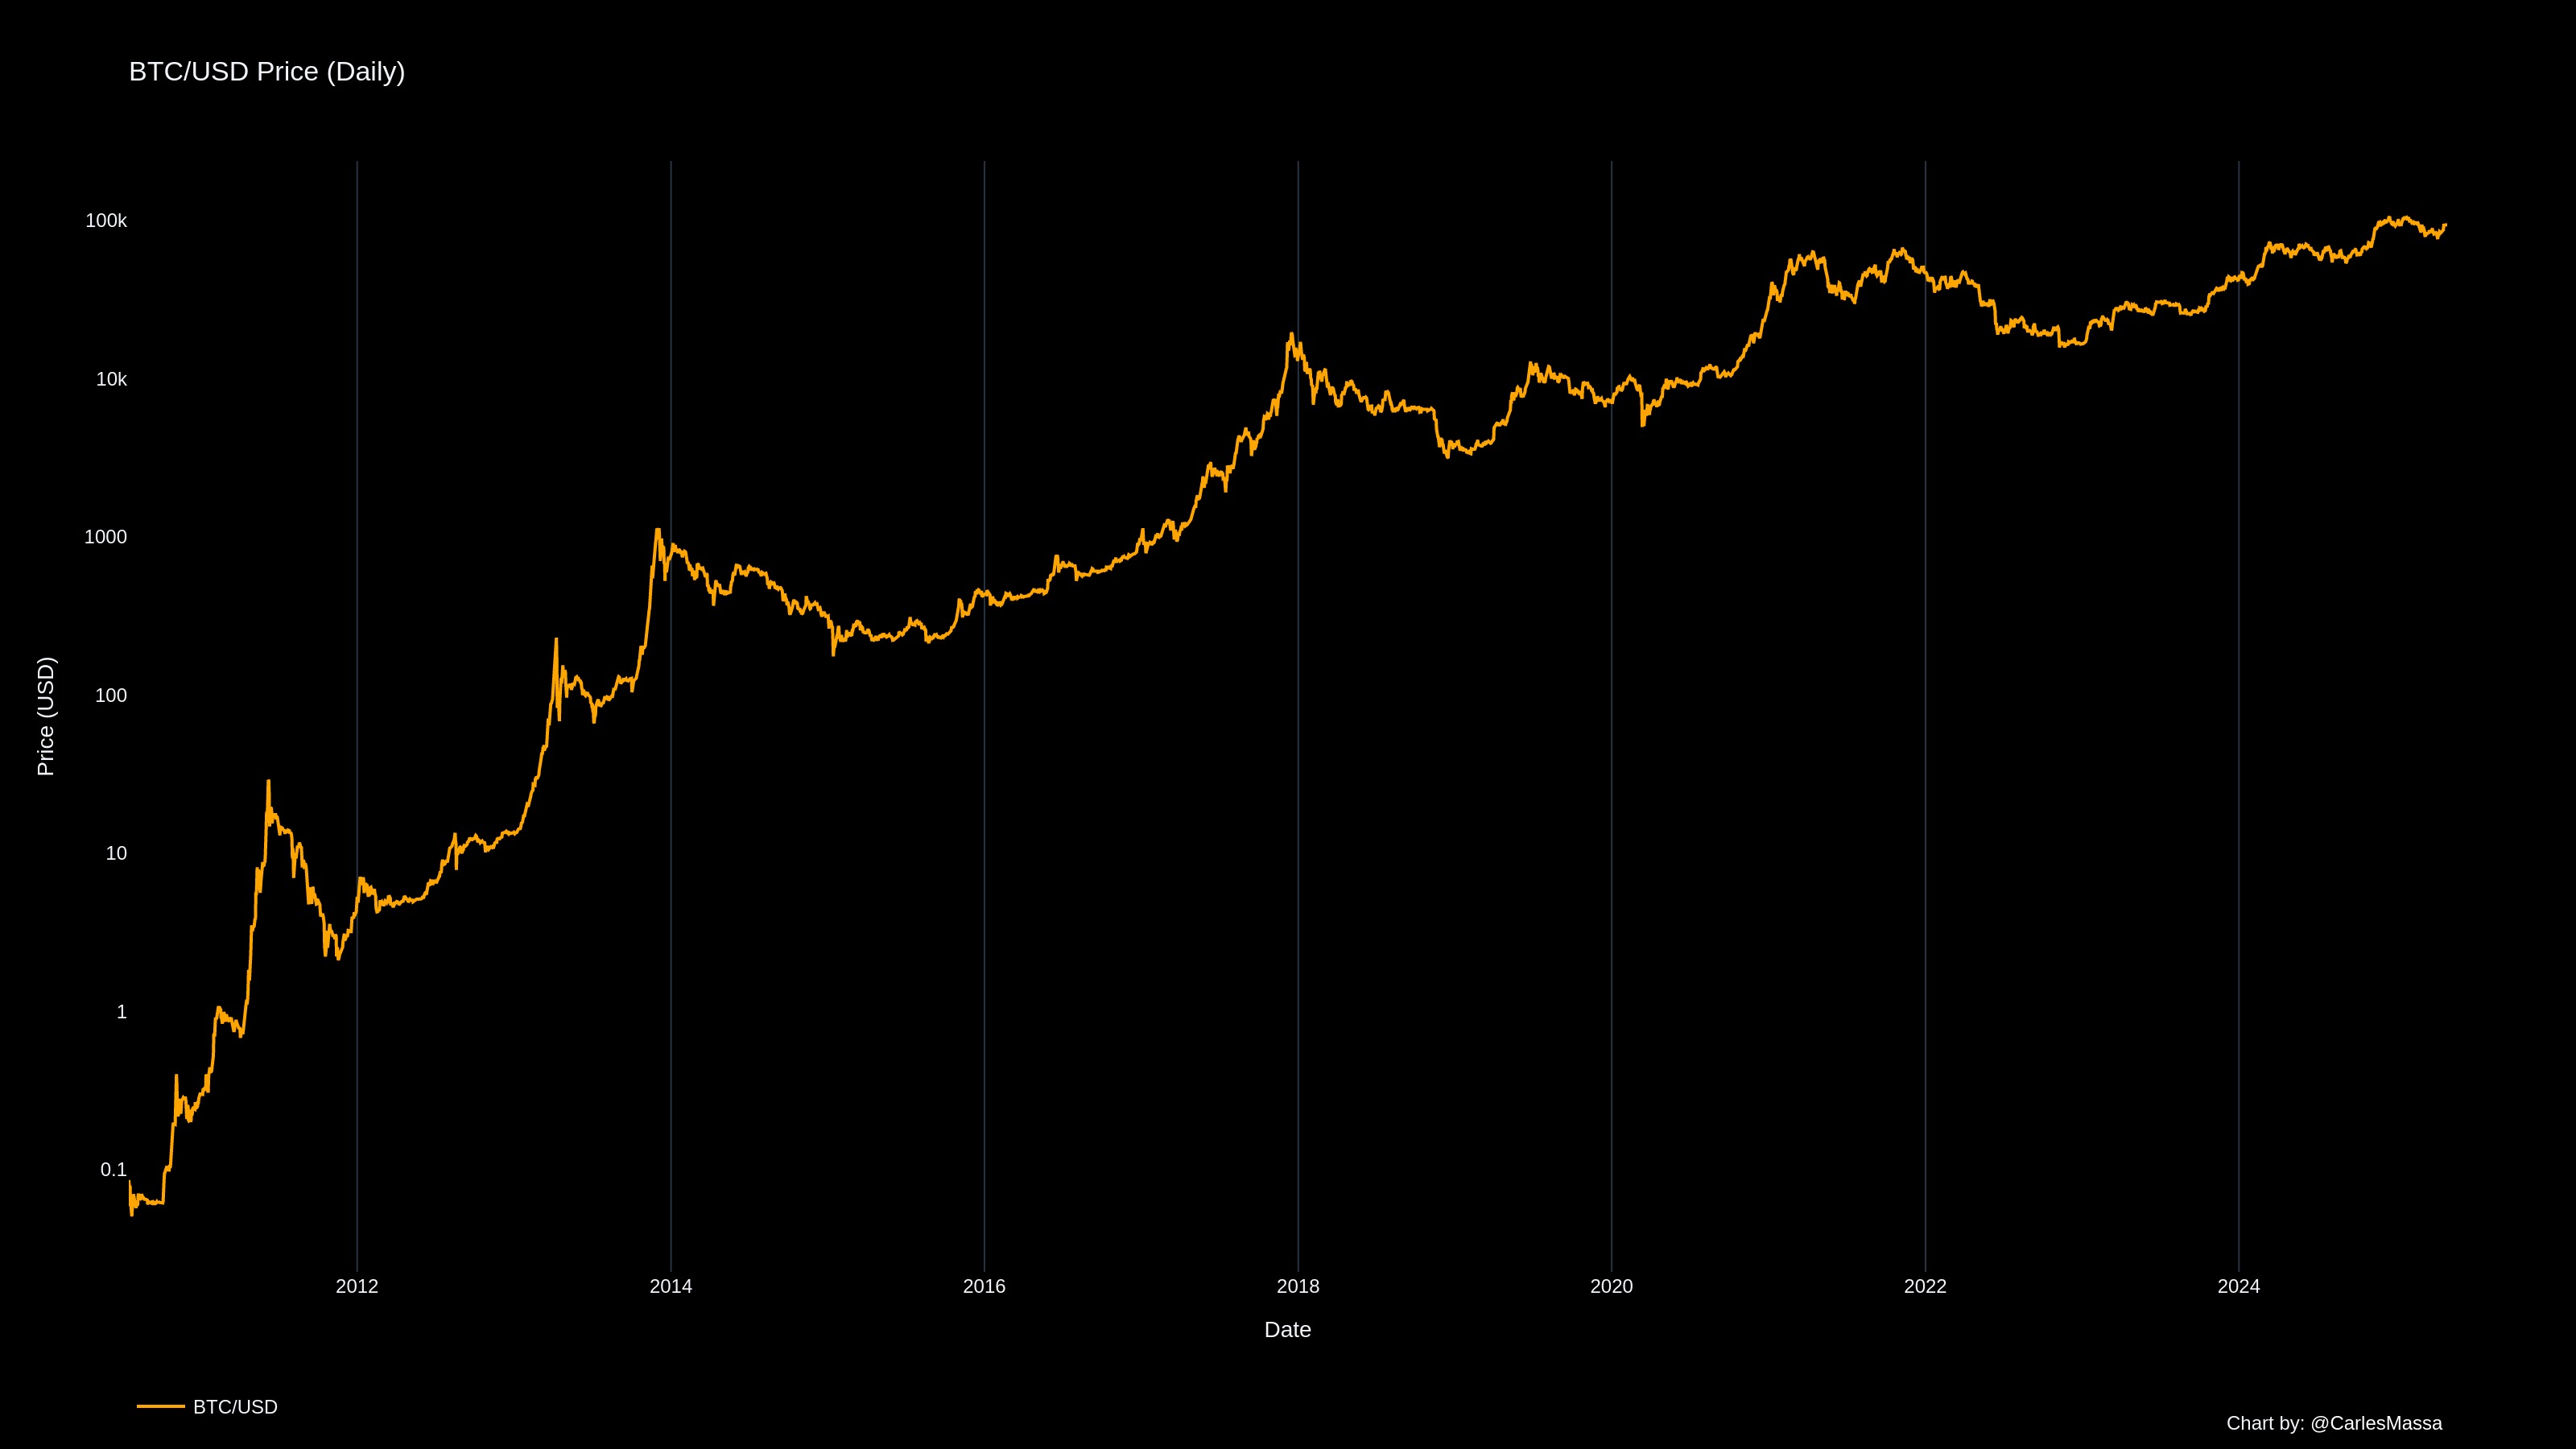 BTC/USD Price (Daily)
100k
10k
1000
100
10
1
0.1
Price (USD)
2012
2014
2016
2018
2020
2022
2024
Date
BTC/USD
Chart by: @CarlesMassa